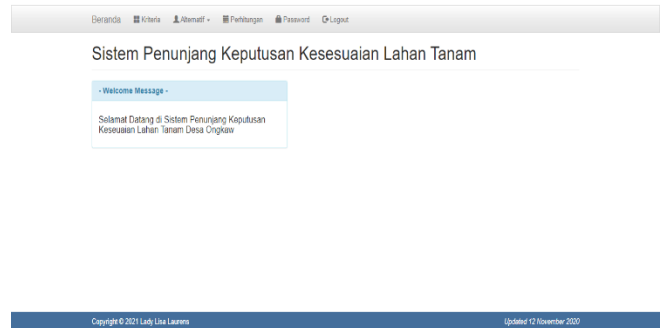 Beranda Kriteria Alternatif Perhitungan Password Logout
Sistem Penunjang Keputusan Kesesuaian Lahan Tanam
- Welcome Message -
Selamat Datang di Sistem Penunjang Keputusan
Keseuaian Lahan Tanam Desa Ongkaw
Copyright © 2021 Lady Lisa Laurens
Updated 12 November 2020